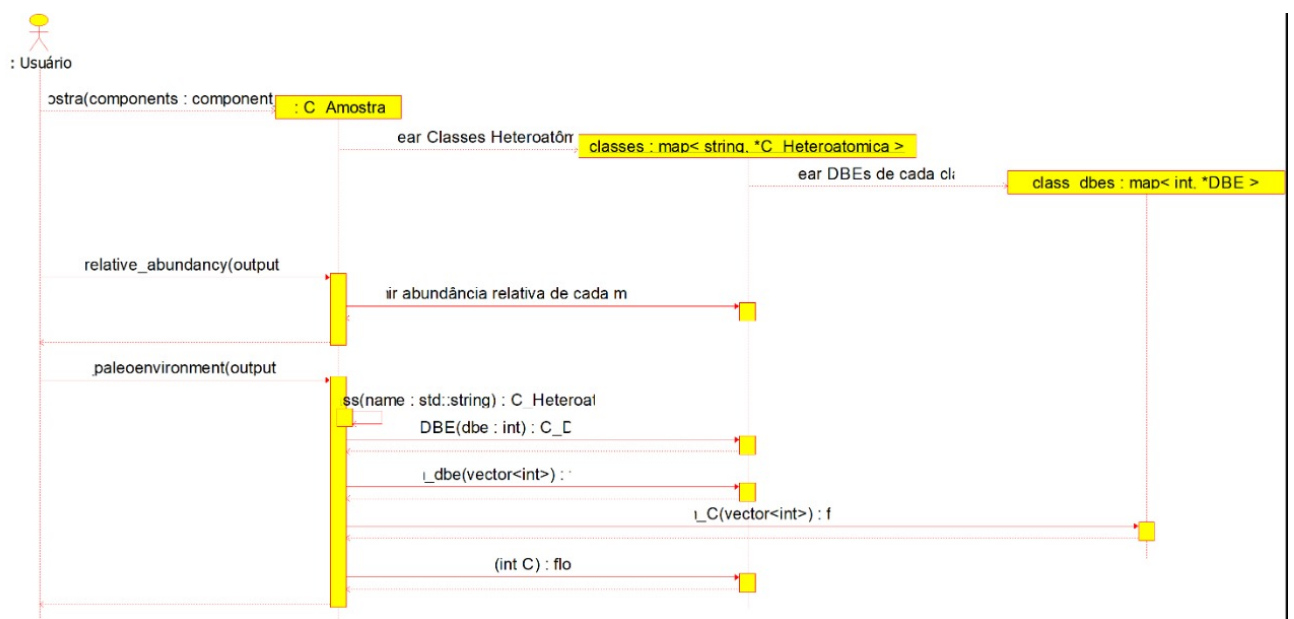 : Usuário
ostra(components : component
: C_Amostra
ear Classes Heteroatôm
classes : map< string, *C_Heteroatomica >
ear DBEs de cada cla
class_dbes : map< int, *DBE >
relative_abundancy(output
ir abundância relativa de cada m
_paleoenvironment(output
ss(name : std::string) : C_Heteroat
DBE(dbe : int) : C_D
_dbe(vector<int>) :
_C(vector<int>) : f
(int C) : flo